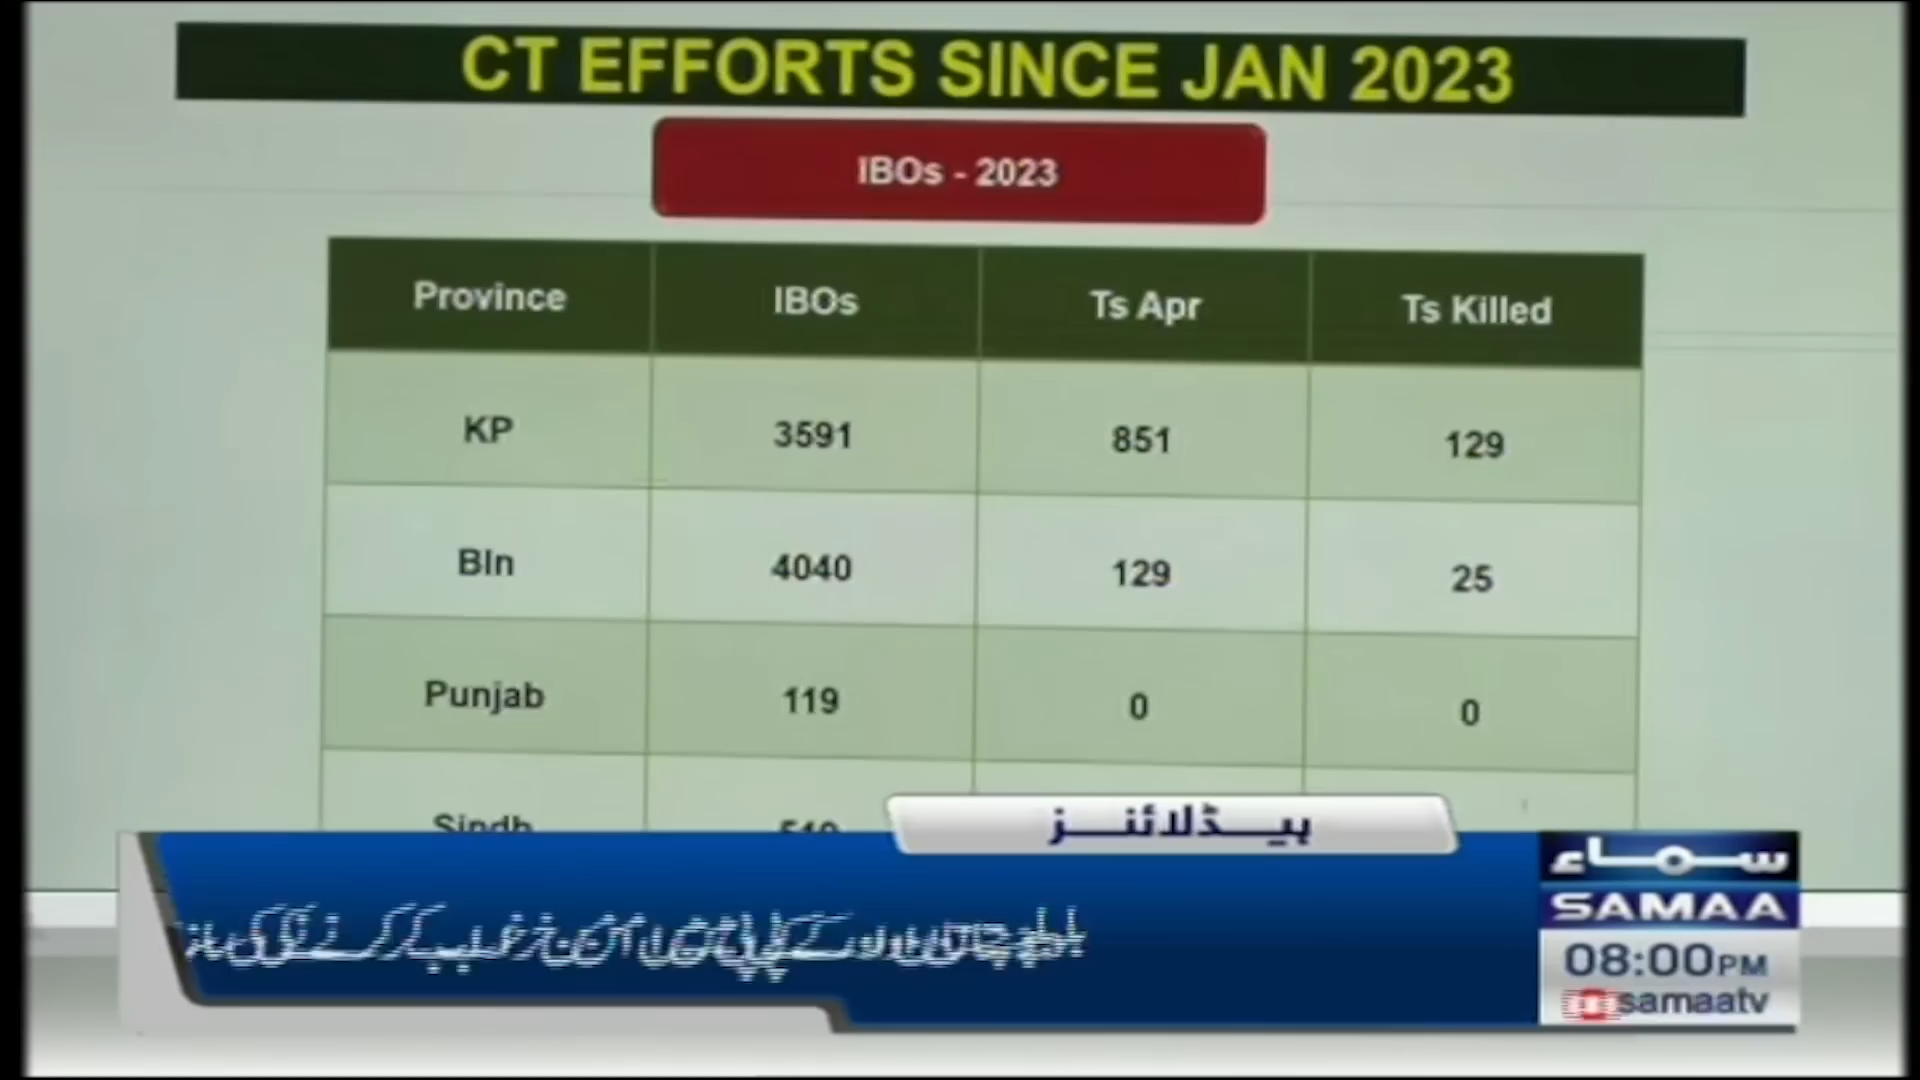 CT EFFORTS SINCE JAN 2023
IBOs - 2023
Province IBOs Ts Apr Ts Killed
KP 3591 851 129
Bln 4040 129 25
Punjab 119 0 0
Sindh
ہیڈلائنز
سماء
SAMAA
08:00PM
samaatv